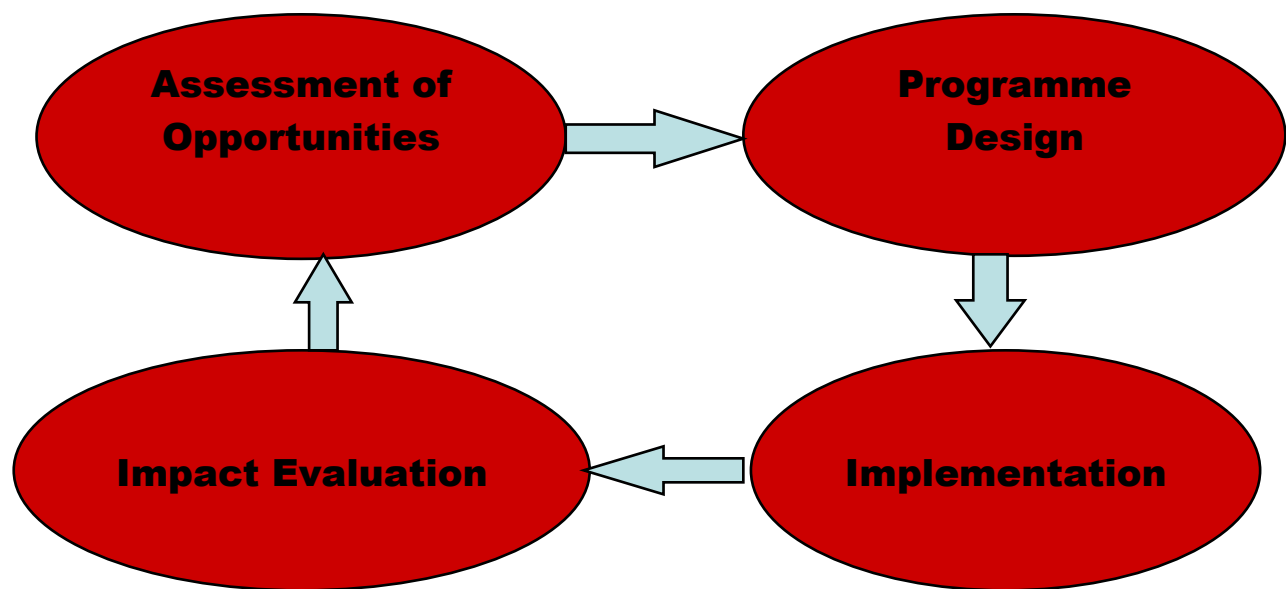 Assessment of
Opportunities
Programme
Design
Impact Evaluation
Implementation